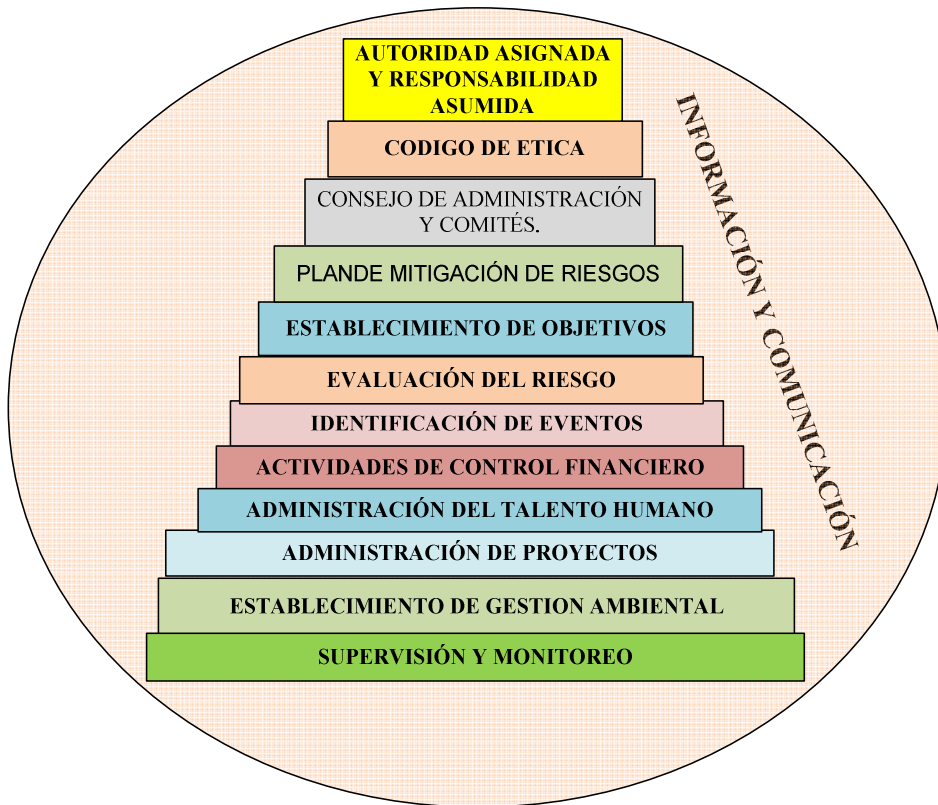 AUTORIDAD ASIGNADA
Y RESPONSABILIDAD
ASUMIDA
CODIGO DE ETICA
CONSEJO DE ADMINISTRACIÓN
Y COMITÉS.
PLANDE MITIGACIÓN DE RIESGOS
ESTABLECIMIENTO DE OBJETIVOS
EVALUACIÓN DEL RIESGO
IDENTIFICACIÓN DE EVENTOS
ACTIVIDADES DE CONTROL FINANCIERO
ADMINISTRACIÓN DEL TALENTO HUMANO
ADMINISTRACIÓN DE PROYECTOS
ESTABLECIMIENTO DE GESTION AMBIENTAL
SUPERVISIÓN Y MONITOREO
INFORMACIÓN Y COMUNICACIÓN